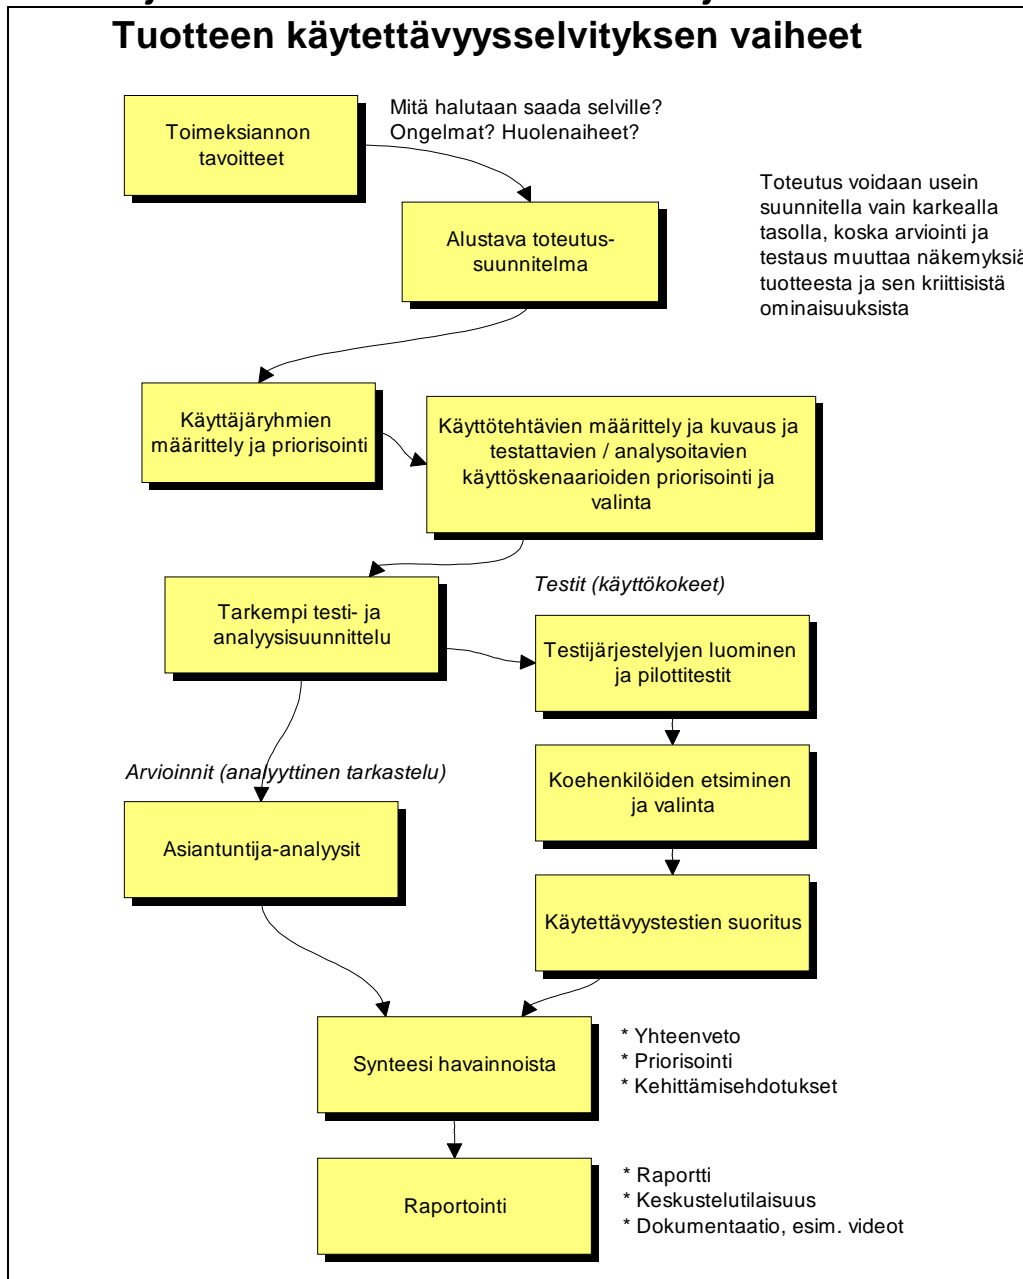 Tuotteen käytettävyysselvityksen vaiheet
Toimeksiannon
tavoitteet
Mitä halutaan saada selville?
Ongelmat? Huolenaiheet?
Alustava toteutus-
suunnitelma
Toteutus voidaan usein
suunnitella vain karkealla
tasolla, koska arviointi ja
testaus muuttaa näkemyksiä
tuotteesta ja sen kriittisistä
ominaisuuksista
Käyttäjäryhmien
määrittely ja priorisointi
Käyttötehtävien määrittely ja kuvaus ja
testattavien / analysoitavien
käyttöskenaarioiden priorisointi ja
valinta
Tarkempi testi- ja
analyysisuunnittelu
Testit (käyttökokeet)
Testijärjestelyjen luominen
ja pilottitestit
Arvioinnit (analyyttinen tarkastelu)
Koehenkilöiden etsiminen
ja valinta
Asiantuntija-analyysit
Käytettävyystestien suoritus
Synteesi havainnoista
* Yhteenveto
* Priorisointi
* Kehittämisehdotukset
Raportointi
* Raportti
* Keskustelutilaisuus
* Dokumentaatio, esim. videot